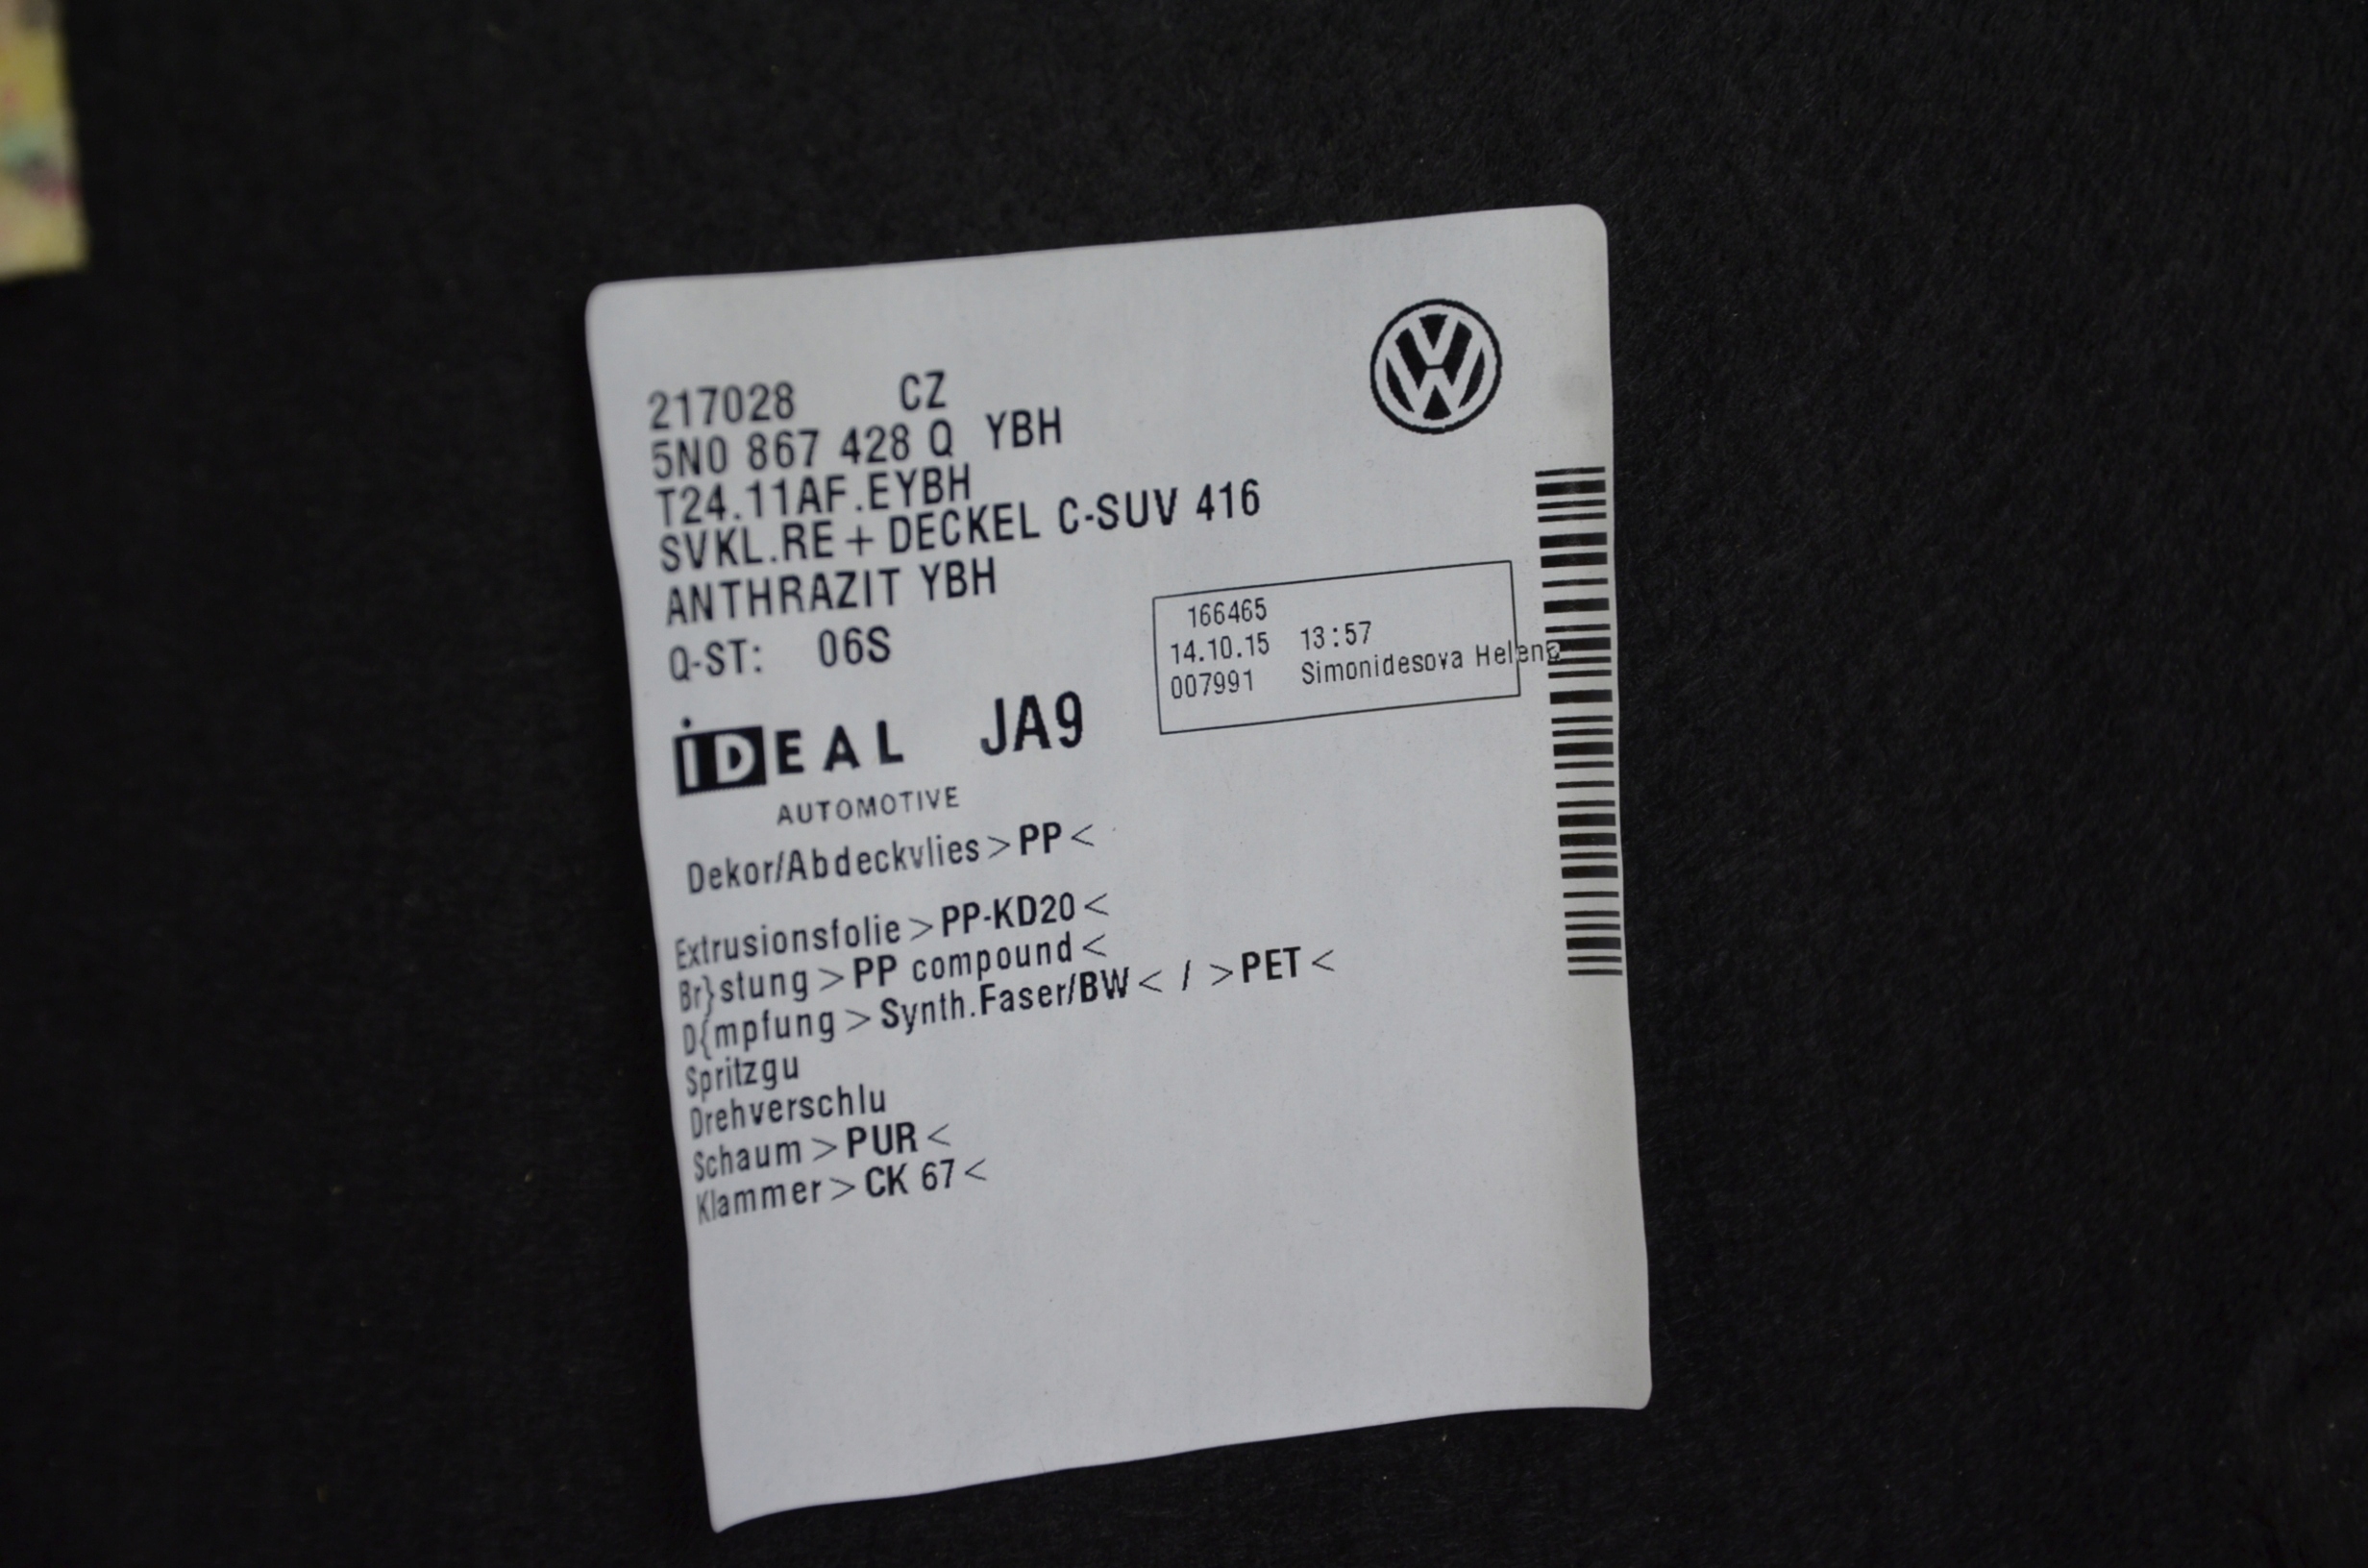 217028 CZ
5N0 867 428 Q YBH
T24.11AF.EYBH
SVKL.RE+DECKEL C-SUV 416
ANTHRAZIT YBH
Q-ST: 06S
166465
14.10.15 13:57
007991 Simonidesova Helena
iDEAL JA9
AUTOMOTIVE
Dekor/Abdeckvlies>PP<
Extrusionsfolie>PP-KD20<
Br}stung>PP compound<
D{mpfung>Synth.Faser/BW< / >PET<
Spritzgu
Drehverschlu
Schaum>PUR<
Klammer>CK 67<